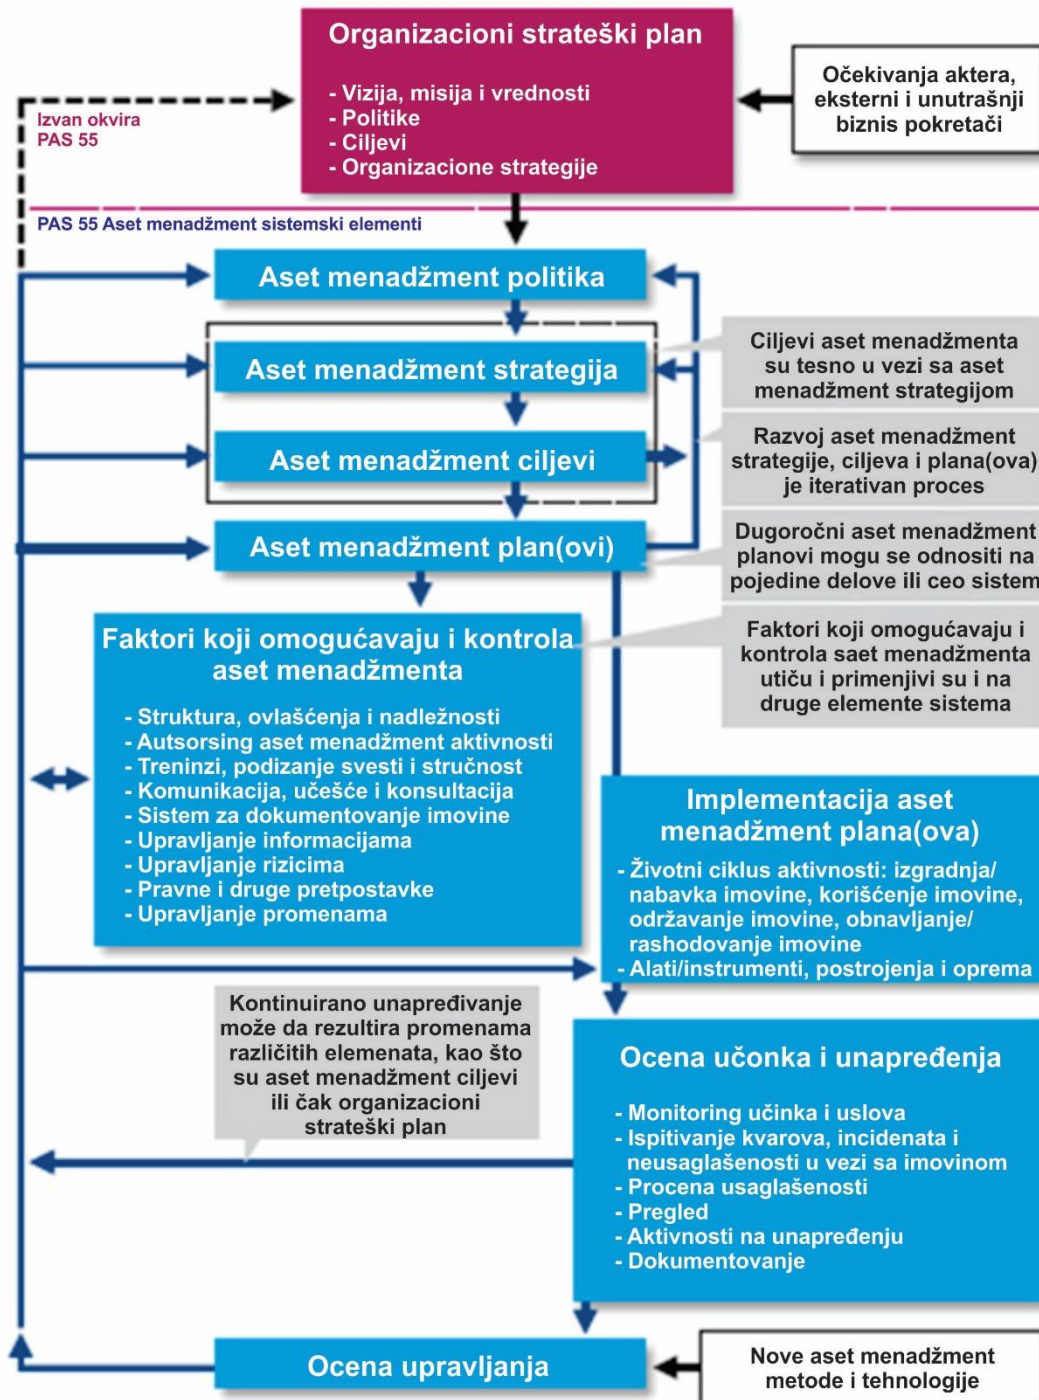 Organizacioni strateški plan
- Vizija, misija i vrednosti
- Politike
- Ciljevi
- Organizacione strategije
Očekivanja aktera,
eksterni i unutrašnji
biznis pokretači
Izvan okvira
PAS 55
PAS 55 Aset menadžment sistemski elementi
Aset menadžment politika
Aset menadžment strategija
Aset menadžment ciljevi
Aset menadžment plan(ovi)
Ciljevi aset menadžmenta
su tesno u vezi sa aset
menadžment strategijom
Razvoj aset menadžment
strategije, ciljeva i plana(ova)
je iterativan proces
Dugoročni aset menadžment
planovi mogu se odnositi na
pojedine delove ili ceo sistem
Faktori koji omogućavaju i
kontrola saet menadžmenta
utiču i primenjivi su i na
druge elemente sistema
Faktori koji omogućavaju i kontrola
aset menadžmenta
- Struktura, ovlašćenja i nadležnosti
- Autsorsing aset menadžment aktivnosti
- Treninzi, podizanje svesti i stručnost
- Komunikacija, učešće i konsultacija
- Sistem za dokumentovanje imovine
- Upravljanje informacijama
- Upravljanje rizicima
- Pravne i druge pretpostavke
- Upravljanje promenama
Implementacija aset
menadžment plana(ova)
- Životni ciklus aktivnosti: izgradnja/
nabavka imovine, korišćenje imovine,
održavanje imovine, obnavljanje/
rashodovanje imovine
- Alati/instrumenti, postrojenja i oprema
Kontinuirano unapređivanje
može da rezultira promenama
različitih elemenata, kao što
su aset menadžment ciljevi
ili čak organizacioni
strateški plan
Ocena učonka i unapređenja
- Monitoring učinka i uslova
- Ispitivanje kvarova, incidenata i
neusaglašenosti u vezi sa imovinom
- Procena usaglašenosti
- Pregled
- Aktivnosti na unapređenju
- Dokumentovanje
Ocena upravljanja
Nove aset menadžment
metode i tehnologije